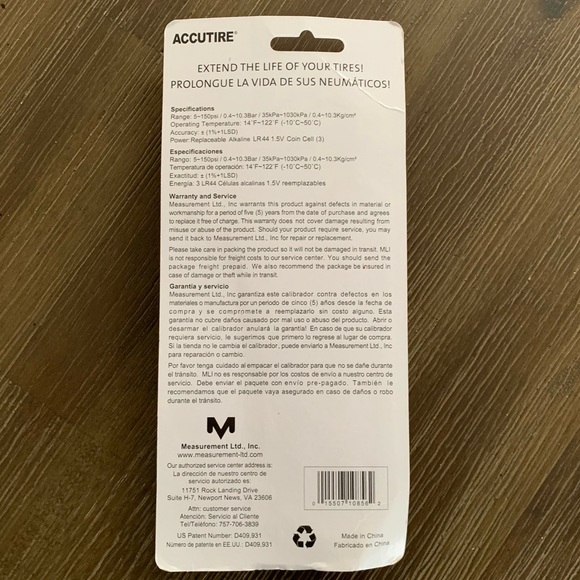 ACCUTIRE®
EXTEND THE LIFE OF YOUR TIRES!
PROLONGUE LA VIDA DE SUS NEUMÁTICOS!
Specifications
Range: 5~150psi / 0.4~10.3Bar / 35kPa~1030kPa / 0.4~10.3Kg/cm²
Operating Temperature: 14˚F~122˚F (-10˚C~50˚C)
Accuracy: ± (1%+1LSD)
Power:Replaceable Alkaline LR44 1.5V Coin Cell (3)
Especificaciones
Rango: 5~150psi / 0.4~10.3Bar / 35kPa~1030kPa / 0.4~10.3Kg/cm²
Temperatura de operación: 14˚F~122˚F (-10˚C~50˚C)
Exactitud: ± (1%+1LSD)
Energía: 3 LR44 Células alcalinas 1.5V reemplazables
Warranty and Service
Measurement Ltd., Inc warrants this product against defects in material or
workmanship for a period of five (5) years from the date of purchase and agrees
to replace it free of charge. This warranty does not cover damage resulting from
misuse or abuse of the product. Should your product require service, you may
send it back to Measurement Ltd., Inc for repair or replacement.
Please take care in packing the product so it will not be damaged in transit. MLI
is not responsible for freight costs to our service center. You should send the
package freight prepaid. We also recommend the package be insured in
case of damage or theft while in transit.
Garantía y servicio
Measurement Ltd., Inc garantiza este calibrador contra defectos en los
materiales o manufactura por un periodo de cinco (5) años desde la fecha de
compra y se compromete a reemplazarlo sin costo alguno. Esta
garantía no cubre daños causados por mal uso o abuso del producto. Abrir o
desarmar el calibrador anulará la garantía! En caso de que su calibrador
requiera servicio, le sugerimos que primero lo regrese al lugar de compra.
Si la tienda no le cambia el calibrador, puede enviarlo a Measurement Ltd., Inc
para reparación o cambio.
Por favor tenga cuidado al empacar el calibrador para que no se dañe durante
el tránsito. MLI no es responsible por los costos de envío a nuestro centro de
servicio. Debe enviar el paquete con envío pre-pagado. También le
recomendamos que el paquete vaya asegurado en caso de daños o robo
durante el tránsito.
Measurement Ltd., Inc.
www.measurement-ltd.com
Our authorized service center address is:
La dirección de nuestro centro de
servicio autorizado es:
11751 Rock Landing Drive
Suite H-7, Newport News, VA 23606
Attn: customer service
Atención: Servicio al Cliente
Tel/Teléfono: 757-706-3839
US Patent Number: D409,931
Número de patente en EE.UU.: D409,931
0 15507 10856 2
Made in China
Fabricado en China